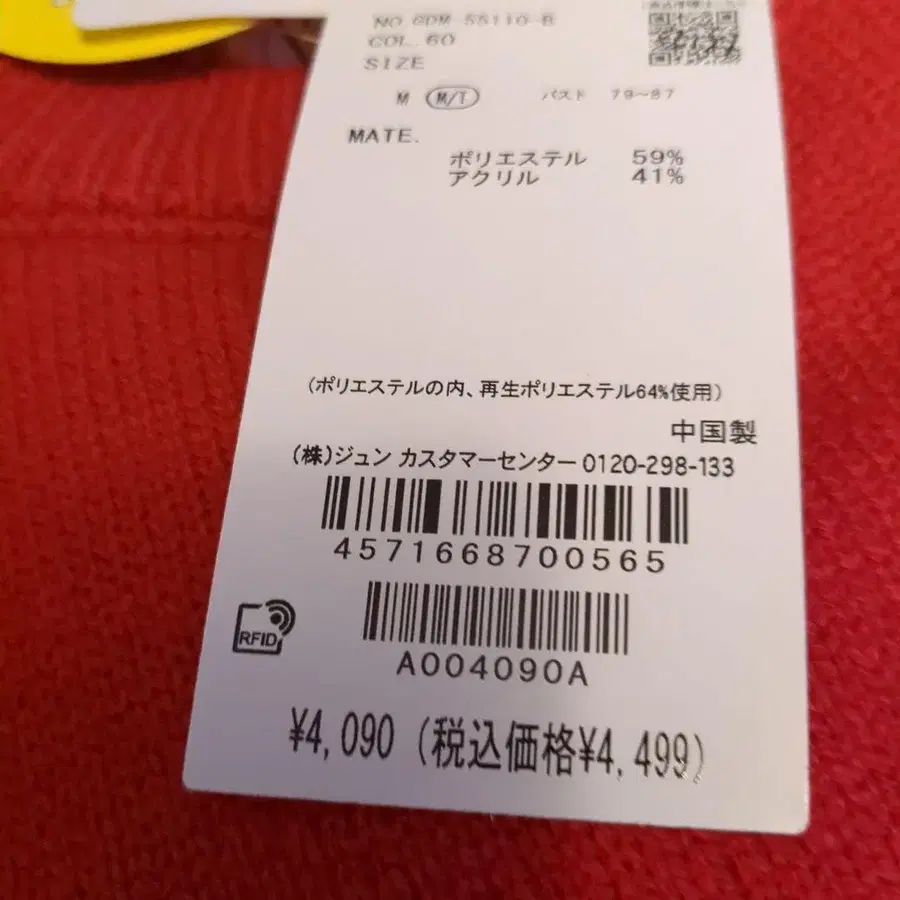 NO.GDM-55110-B
COL. 60
SIZE
M M/T バスト 79~87
MATE.
ポリエステル 59%
アクリル 41%
(ポリエステルの内、再生ポリエステル64%使用)
中国製
(株)ジュン カスタマーセンター 0120-298-133
4571668700565
RFID
A004090A
¥4,090 (税込価格¥4,499)